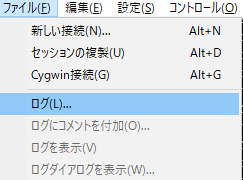 ファイル(F) 編集(E) 設定(S) コントロール(O)
新しい接続(N)... Alt+N
セッションの複製(U) Alt+D
Cygwin接続(G) Alt+G
ログ(L)...
ログにコメントを付加(O)...
ログを表示(V)
ログダイアログを表示(W)...